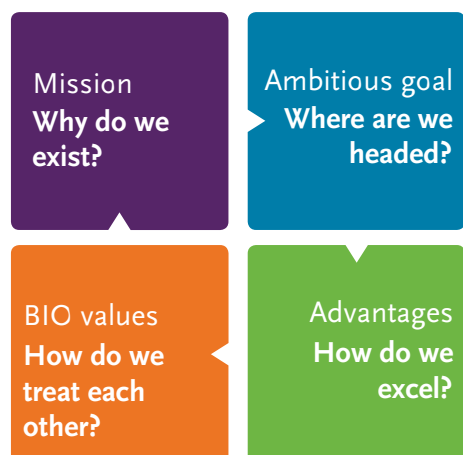 Mission
Why do we
exist?
Ambitious goal
Where are we
headed?
BIO values
How do we
treat each
other?
Advantages
How do we
excel?